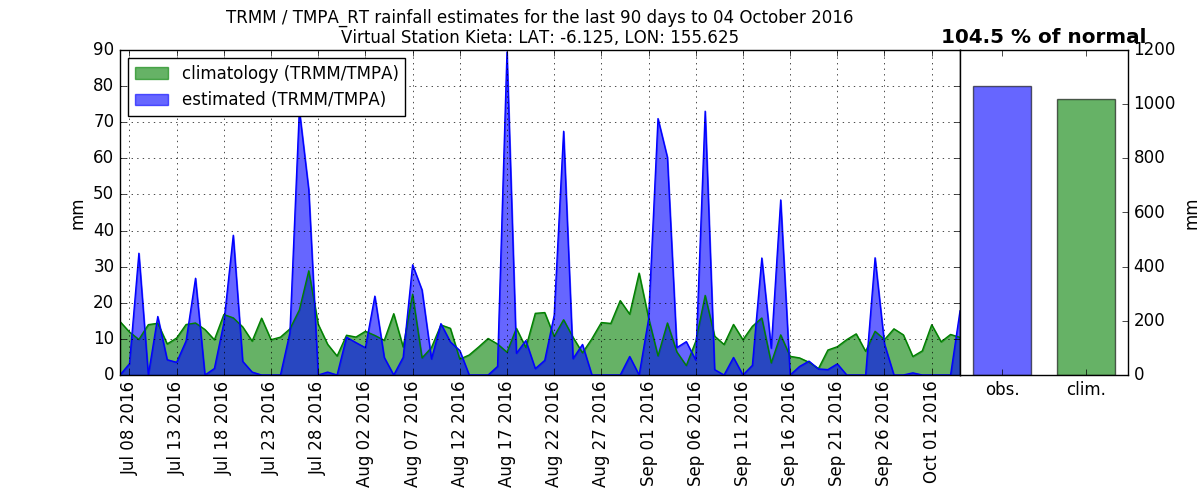 TRMM / TMPA_RT rainfall estimates for the last 90 days to 04 October 2016
Virtual Station Kieta: LAT: -6.125, LON: 155.625
104.5 % of normal
climatology (TRMM/TMPA)
estimated (TRMM/TMPA)
mm
90
80
70
60
50
40
30
20
10
0
Jul 08 2016
Jul 13 2016
Jul 18 2016
Jul 23 2016
Jul 28 2016
Aug 02 2016
Aug 07 2016
Aug 12 2016
Aug 17 2016
Aug 22 2016
Aug 27 2016
Sep 01 2016
Sep 06 2016
Sep 11 2016
Sep 16 2016
Sep 21 2016
Sep 26 2016
Oct 01 2016
obs.
clim.
1200
1000
800
600
400
200
0
mm